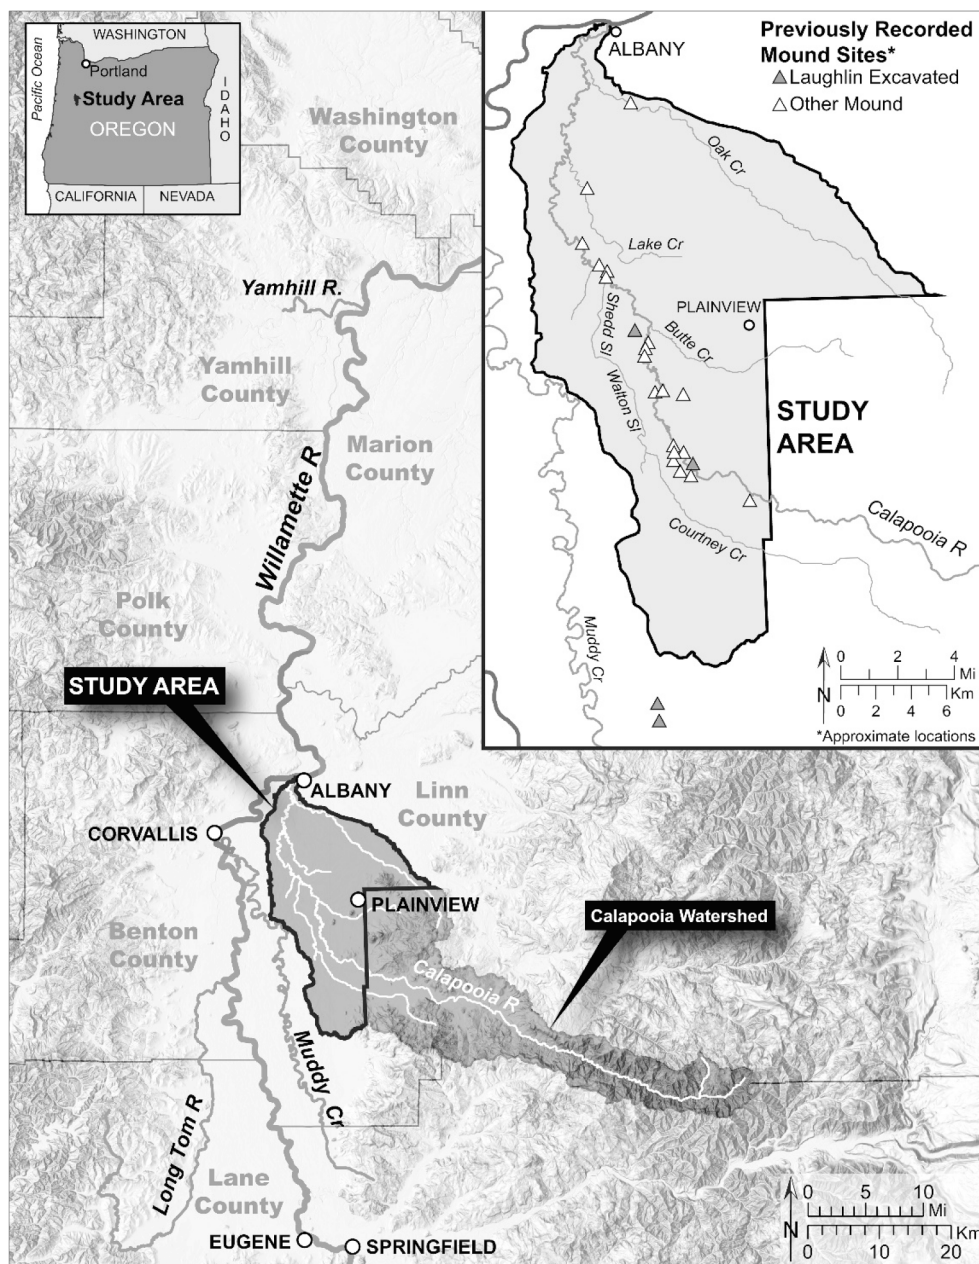 WASHINGTON
Pacific Ocean
Portland
Study Area
OREGON
IDAHO
CALIFORNIA
NEVADA
Washington
County
Yamhill R.
Yamhill
County
Marion
County
Willamette R
Polk
County
STUDY AREA
ALBANY
Linn
County
CORVALLIS
PLAINVIEW
Benton
County
Calapooia Watershed
Calapooia R
Muddy Cr
Long Tom R
Lane
County
EUGENE
SPRINGFIELD
N
0 5 10
Mi
Km
0 10 20
ALBANY
Previously Recorded
Mound Sites*
Laughlin Excavated
Other Mound
Oak Cr
Lake Cr
PLAINVIEW
Shedd Sl
Butte Cr
Walton Sl
STUDY
AREA
Calapooia R
Courtney Cr
Muddy Cr
N
0 2 4
Mi
Km
0 2 4 6
*Approximate locations